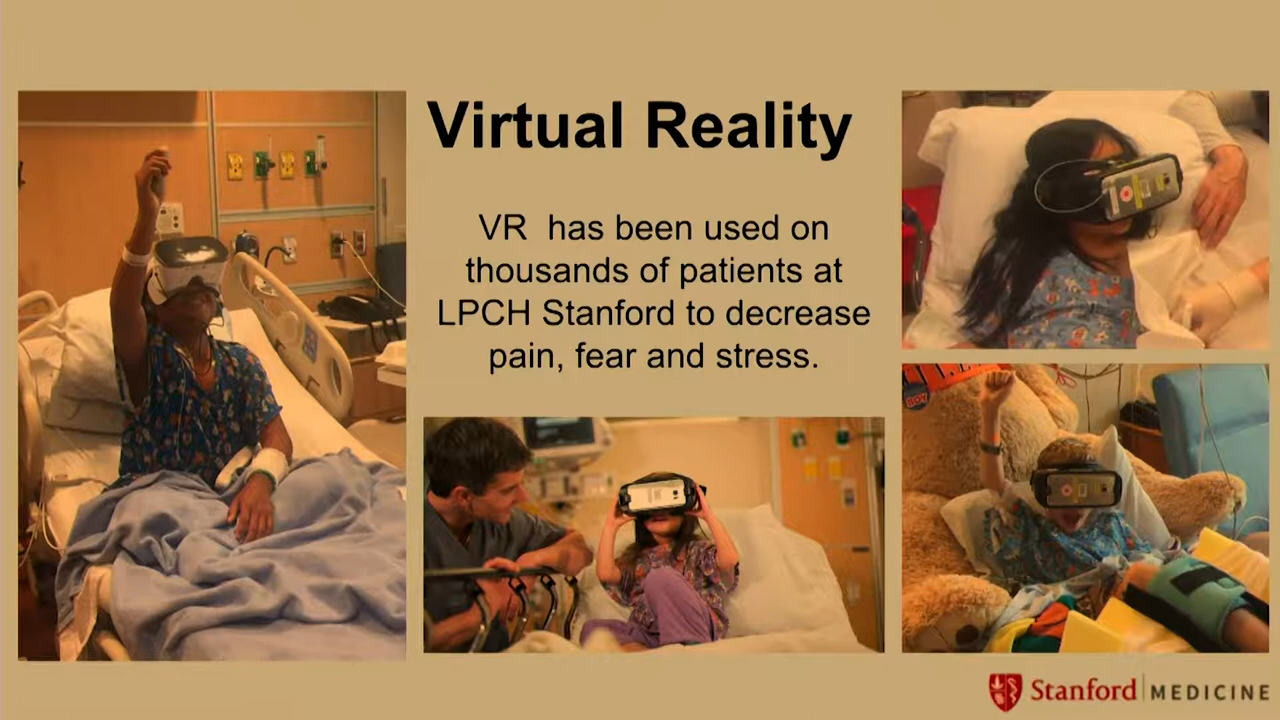 Virtual Reality
VR has been used on
thousands of patients at
LPCH Stanford to decrease
pain, fear and stress.
BOY
Stanford MEDICINE